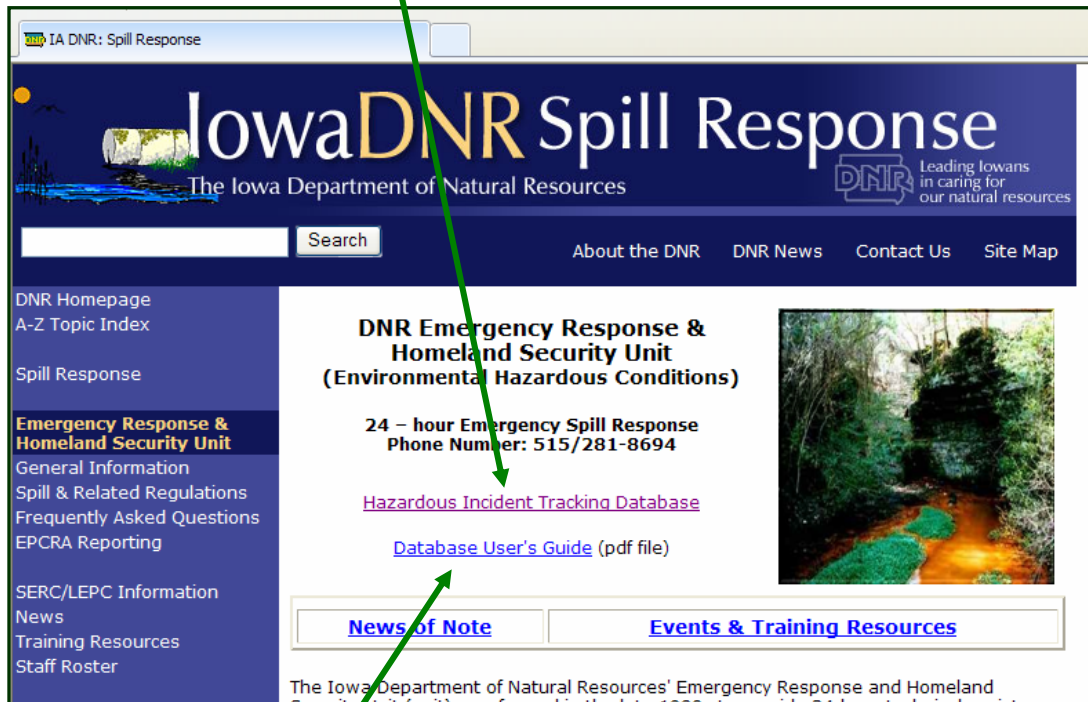 IA DNR: Spill Response
IowaDNR Spill Response
The Iowa Department of Natural Resources
DNR
Leading Iowans
in caring for
our natural resources
Search
About the DNR DNR News Contact Us Site Map
DNR Homepage
A-Z Topic Index
Spill Response
Emergency Response &
Homeland Security Unit
General Information
Spill & Related Regulations
Frequently Asked Questions
EPCRA Reporting
SERC/LEPC Information
News
Training Resources
Staff Roster
DNR Emergency Response &
Homeland Security Unit
(Environmental Hazardous Conditions)
24 – hour Emergency Spill Response
Phone Number: 515/281-8694
Hazardous Incident Tracking Database
Database User's Guide (pdf file)
News of Note Events & Training Resources
The Iowa Department of Natural Resources' Emergency Response and Homeland